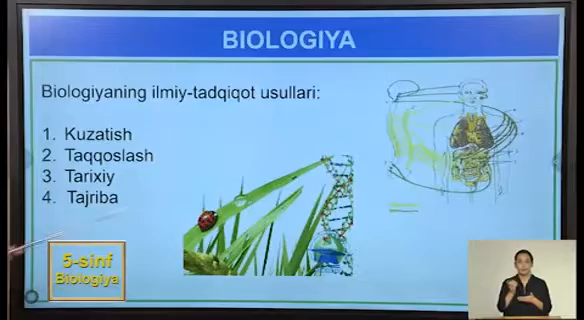 BIOLOGIYA
Biologiyaning ilmiy-tadqiqot usullari:
1. Kuzatish
2. Taqqoslash
3. Tarixiy
4. Tajriba
5-sinf
Biologiya